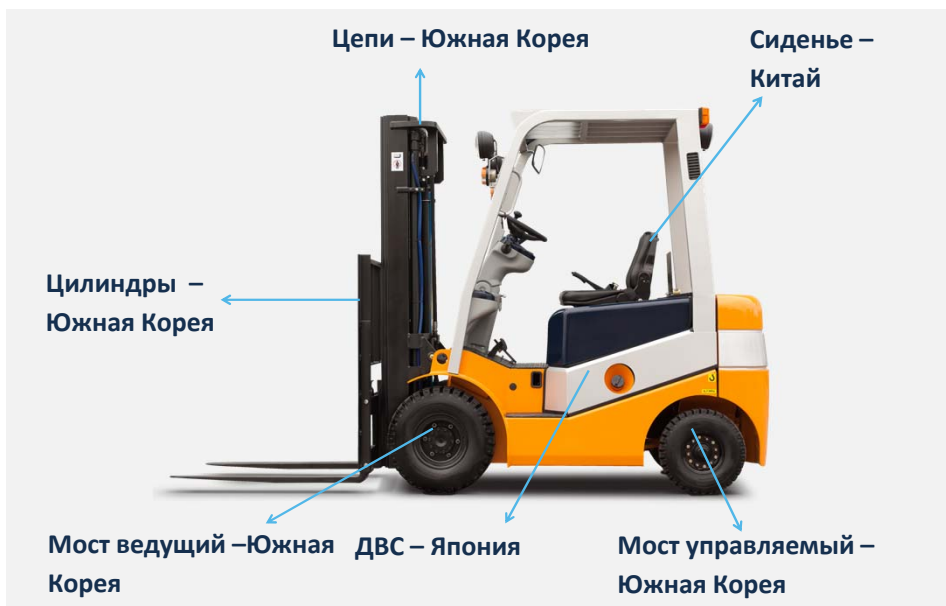 Цепи – Южная Корея
Сиденье –
Китай
Цилиндры –
Южная Корея
Мост ведущий –Южная
Корея
ДВС – Япония
Мост управляемый –
Южная Корея